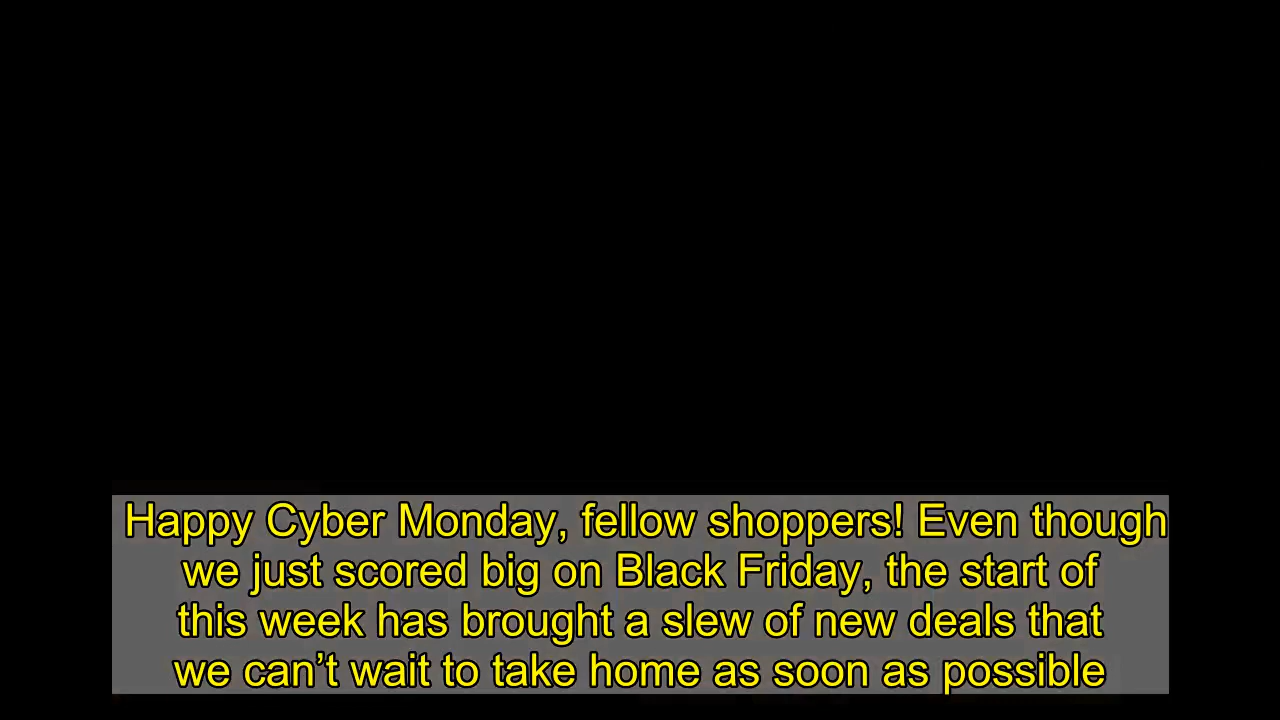 Happy Cyber Monday, fellow shoppers! Even though
we just scored big on Black Friday, the start of
this week has brought a slew of new deals that
we can’t wait to take home as soon as possible